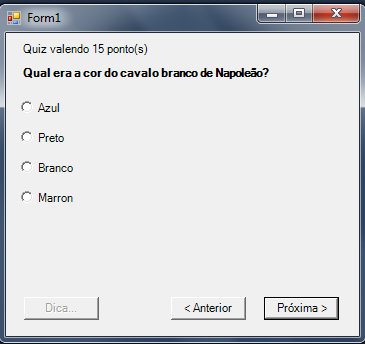 Form1
Quiz valendo 15 ponto(s)
Qual era a cor do cavalo branco de Napoleão?
Azul
Preto
Branco
Marron
Dica... < Anterior Próxima >